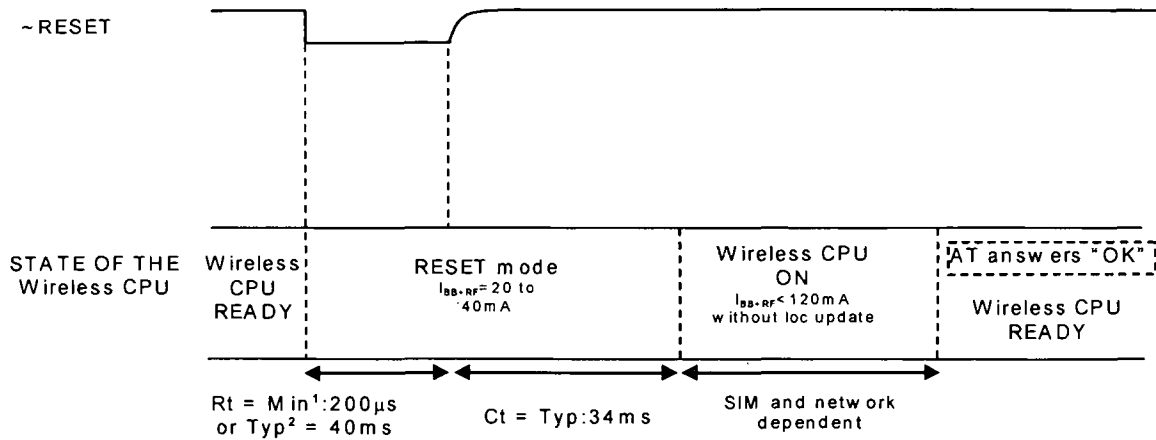 ~RESET
STATE OF THE
Wireless CPU
Wireless
CPU
READY
RESET mode
IBB+RF=20 to
40mA
Wireless CPU
ON
IBB+RF<120mA
without loc update
AT answers "OK"
Wireless CPU
READY
Rt = Min¹:200µs
or Typ² = 40ms
Ct = Typ:34ms
SIM and network
dependent